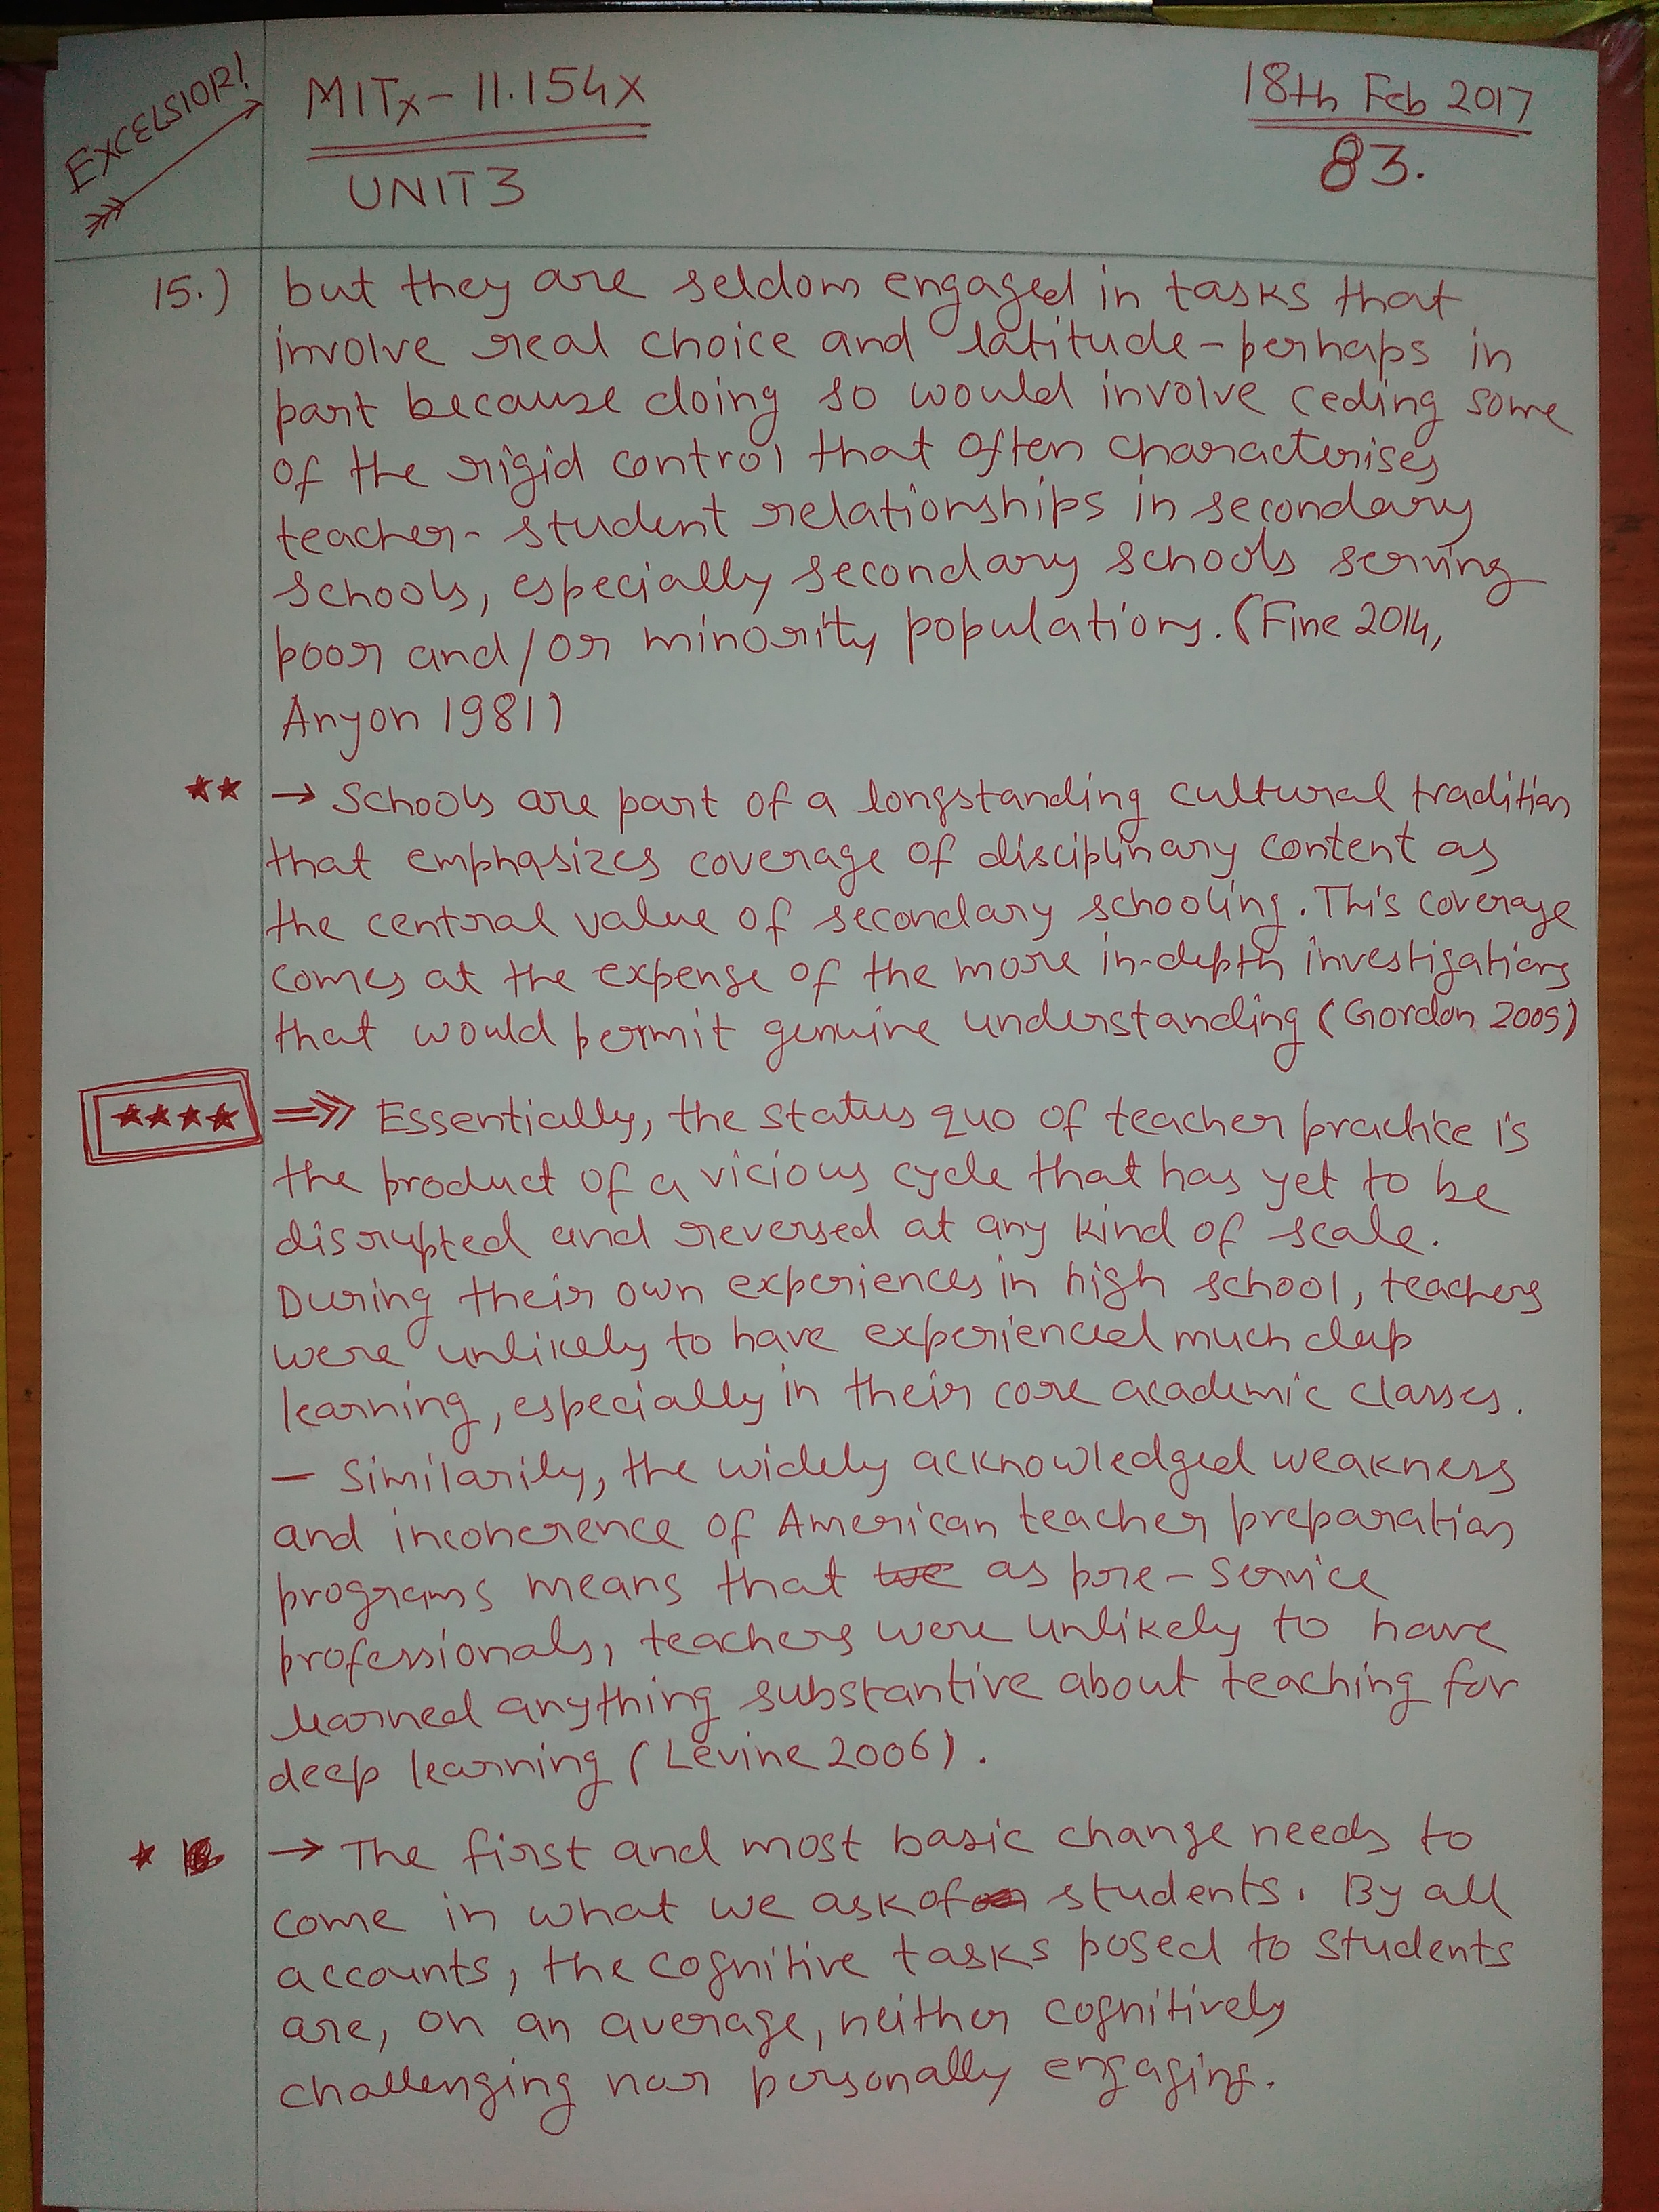 EXCELSIOR!
MITx - 11.154x
UNIT 3
18th Feb 2017
83.
15.) but they are seldom engaged in tasks that
involve real choice and latitude - perhaps in
part because doing so would involve ceding some
of the rigid control that often characterises
teacher-student relationships in secondary
schools, especially secondary schools serving
poor and/or minority populations. (Fine 2014,
Anyon 1981)
★★ → Schools are part of a longstanding cultural tradition
that emphasizes coverage of disciplinary content as
the central value of secondary schooling. This coverage
comes at the expense of the more in-depth investigations
that would permit genuine understanding (Gordon 2009)
★★★★ ⇒> Essentially, the status quo of teacher practice is
the product of a vicious cycle that has yet to be
disrupted and reversed at any kind of scale.
During their own experiences in high school, teachers
were unlikely to have experienced much deep
learning, especially in their core academic classes.
- Similarily, the widely acknowledged weakness
and incoherence of American teacher preparation
programs means that as pre-service
professionals, teachers were unlikely to have
learned anything substantive about teaching for
deep learning (Levine 2006).
★ → The first and most basic change needs to
come in what we ask of students. By all
accounts, the cognitive tasks posed to students
are, on an average, neither cognitively
challenging nor personally engaging.